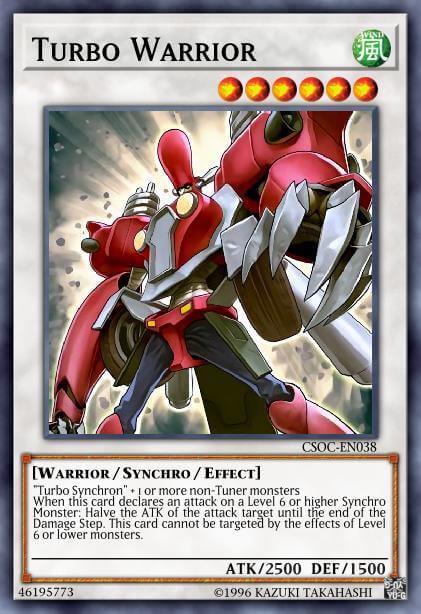 TURBO WARRIOR
WIND
風
CSOC-EN038
[WARRIOR / SYNCHRO / EFFECT]
"Turbo Synchron" + 1 or more non-Tuner monsters
When this card declares an attack on a Level 6 or higher Synchro
Monster: Halve the ATK of the attack target until the end of the
Damage Step. This card cannot be targeted by the effects of Level
6 or lower monsters.
ATK/2500 DEF/1500
46195773
©1996 KAZUKI TAKAHASHI